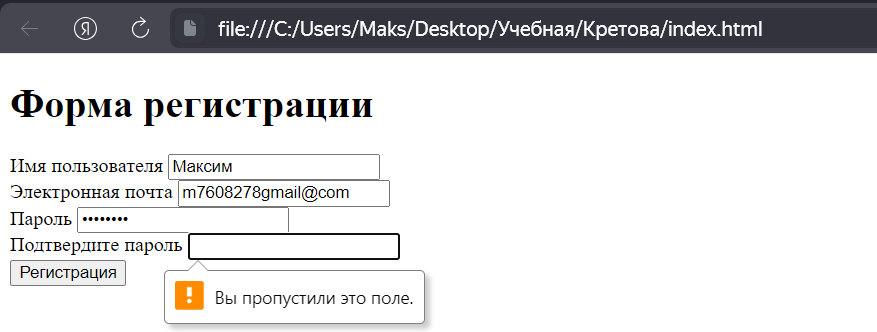 Я file:///C:/Users/Maks/Desktop/Учебная/Кретова/index.html
Форма регистрации
Имя пользователя Максим
Электронная почта m7608278gmail@com
Пароль ••••••••
Подтвердите пароль
Регистрация
Вы пропустили это поле.